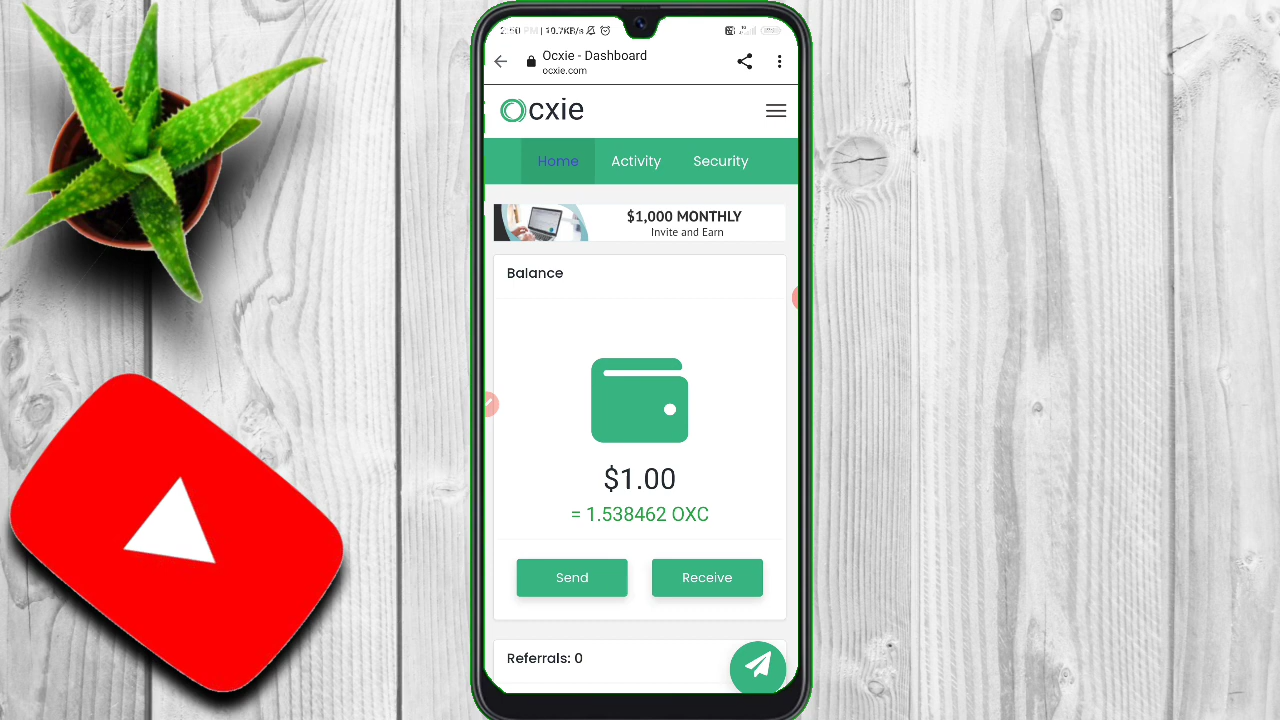 Ocxie - Dashboard
ocxie.com
Ocxie
Home Activity Security
$1,000 MONTHLY
Invite and Earn
Balance
$1.00
= 1.538462 OXC
Send Receive
Referrals: 0